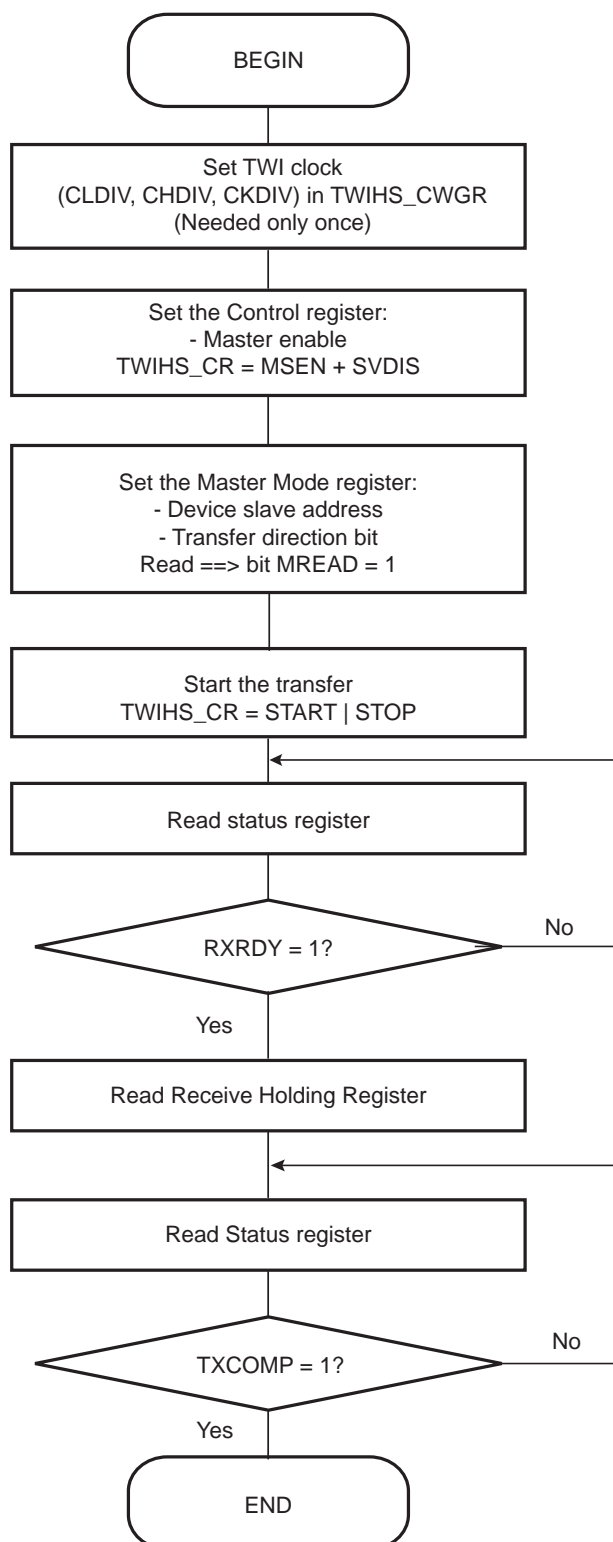 BEGIN
Set TWI clock
(CLDIV, CHDIV, CKDIV) in TWIHS_CWGR
(Needed only once)
Set the Control register:
- Master enable
TWIHS_CR = MSEN + SVDIS
Set the Master Mode register:
- Device slave address
- Transfer direction bit
Read ==> bit MREAD = 1
Start the transfer
TWIHS_CR = START | STOP
Read status register
RXRDY = 1?
No
Yes
Read Receive Holding Register
Read Status register
TXCOMP = 1?
No
Yes
END